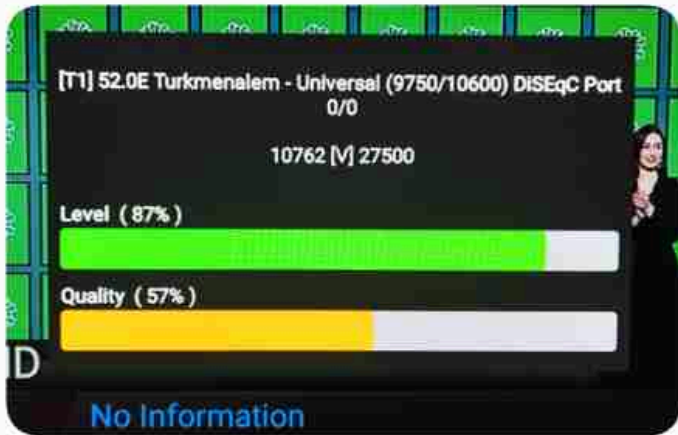 [T1] 52.0E Turkmenalem - Universal (9750/10600) DiSEqC Port
0/0
10762 [V] 27500
Level ( 87% )
Quality ( 57% )
ID
No Information